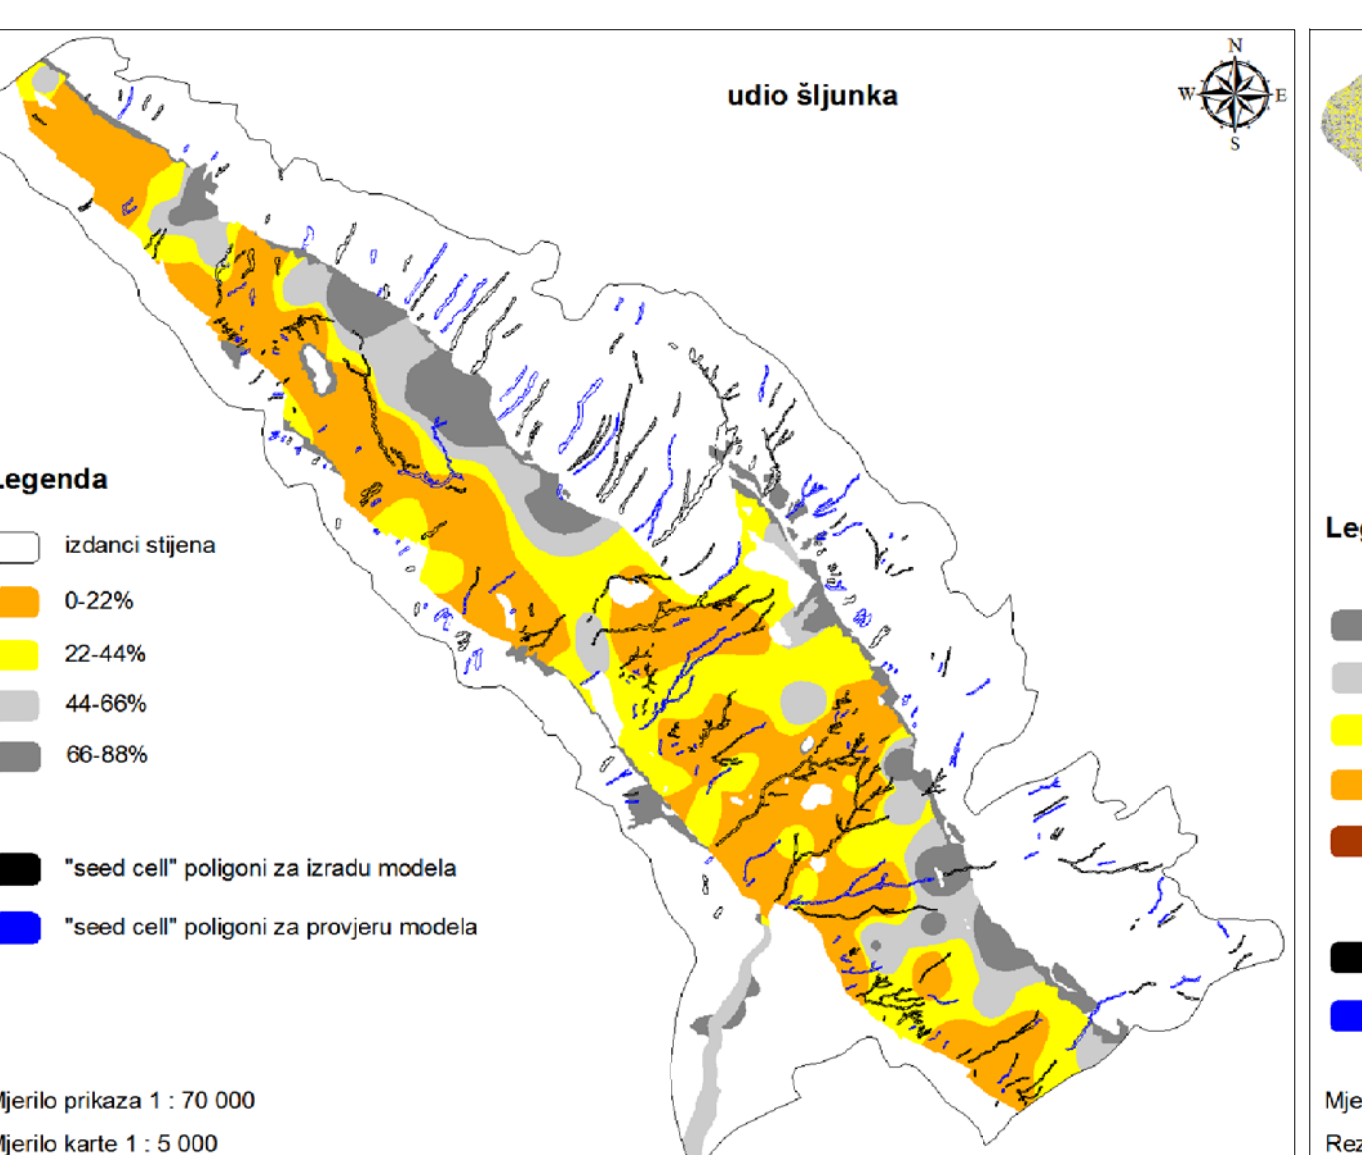 N
udio šljunka
W E
S
Legenda
izdanci stijena
0-22%
22-44%
44-66%
66-88%
"seed cell" poligoni za izradu modela
"seed cell" poligoni za provjeru modela
Mjerilo prikaza 1 : 70 000
Mjerilo karte 1 : 5 000
Leg
Mje
Rez